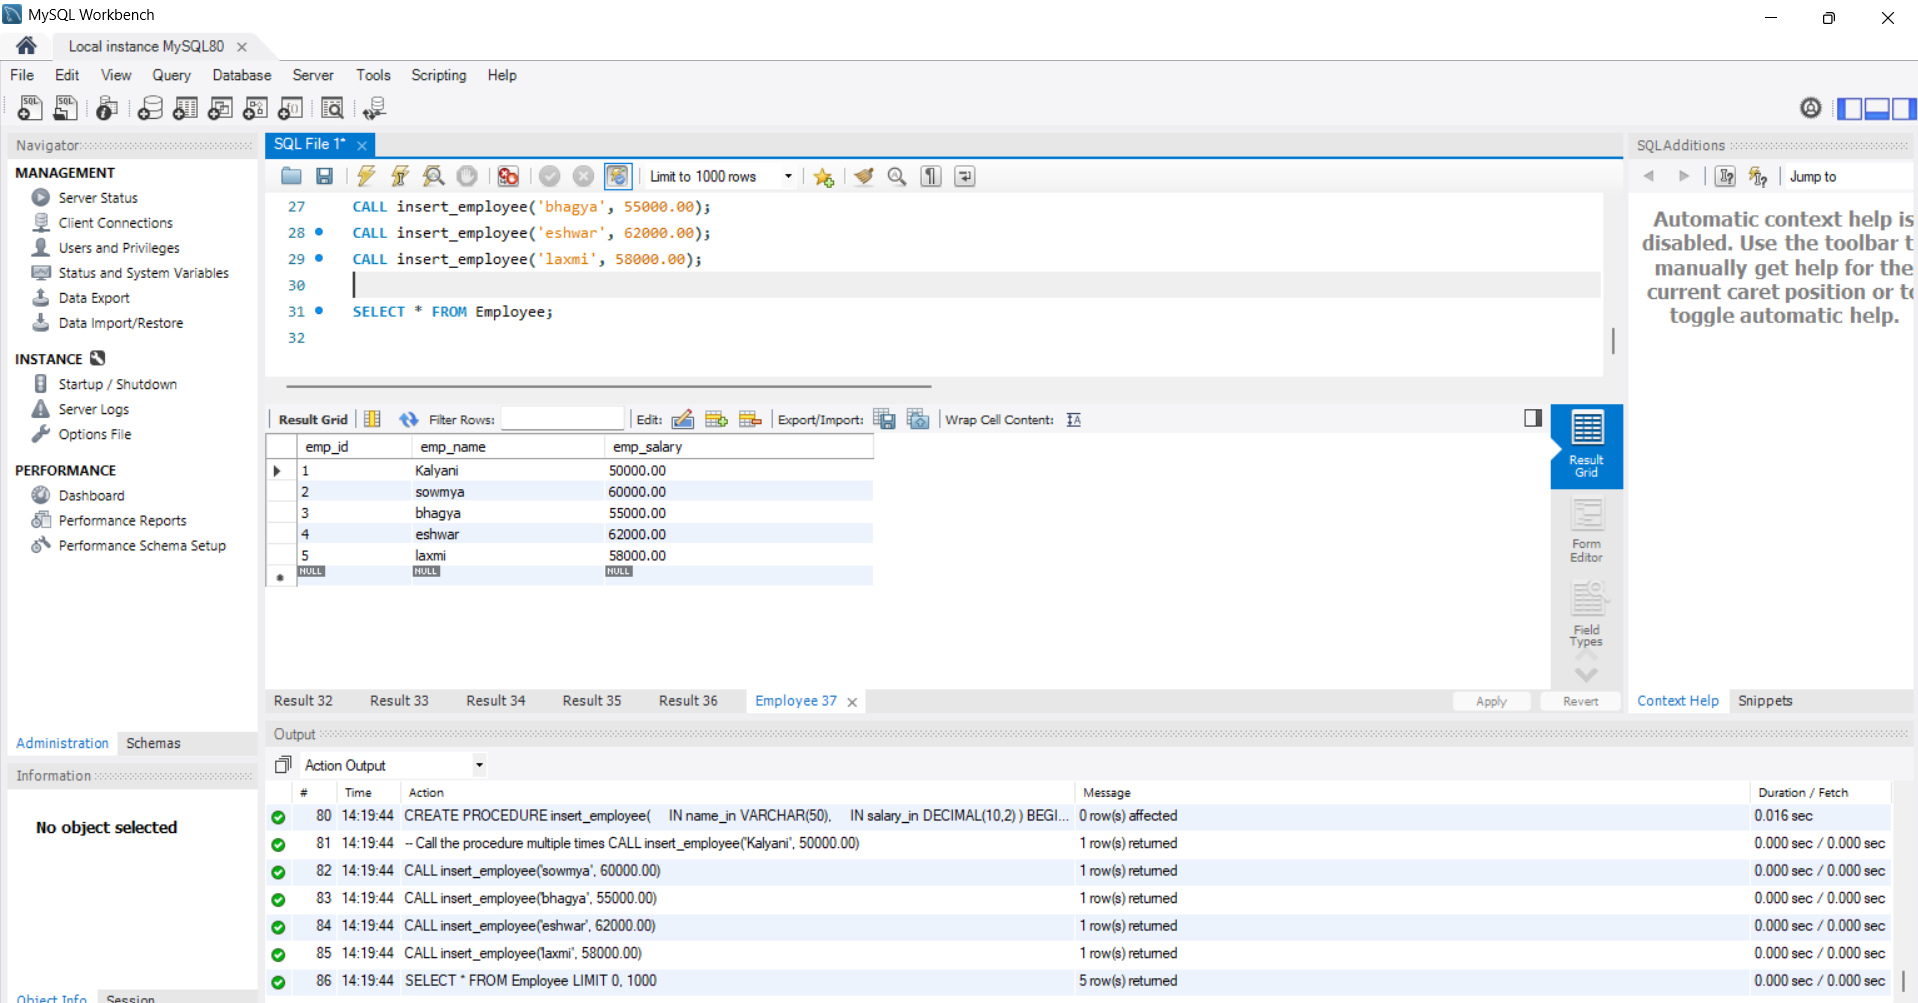 MySQL Workbench
Local instance MySQL80
File Edit View Query Database Server Tools Scripting Help
Navigator
MANAGEMENT
Server Status
Client Connections
Users and Privileges
Status and System Variables
Data Export
Data Import/Restore
INSTANCE
Startup / Shutdown
Server Logs
Options File
PERFORMANCE
Dashboard
Performance Reports
Performance Schema Setup
Administration Schemas
Information
No object selected
Object Info Session
SQL File 1*
Limit to 1000 rows
27 CALL insert_employee('bhagya', 55000.00);
28 CALL insert_employee('eshwar', 62000.00);
29 CALL insert_employee('laxmi', 58000.00);
30
31 SELECT * FROM Employee;
32
Result Grid Filter Rows: Edit: Export/Import: Wrap Cell Content:
emp_id emp_name emp_salary
1 Kalyani 50000.00
2 sowmya 60000.00
3 bhagya 55000.00
4 eshwar 62000.00
5 laxmi 58000.00
NULL NULL NULL
Result Grid
Form Editor
Field Types
Result 32 Result 33 Result 34 Result 35 Result 36 Employee 37 Apply Revert
SQLAdditions
Jump to
Automatic context help is
disabled. Use the toolbar t
manually get help for the
current caret position or to
toggle automatic help.
Context Help Snippets
Output
Action Output
# Time Action Message Duration / Fetch
80 14:19:44 CREATE PROCEDURE insert_employee( IN name_in VARCHAR(50), IN salary_in DECIMAL(10,2) ) BEGI... 0 row(s) affected 0.016 sec
81 14:19:44 -- Call the procedure multiple times CALL insert_employee('Kalyani', 50000.00) 1 row(s) returned 0.000 sec / 0.000 sec
82 14:19:44 CALL insert_employee('sowmya', 60000.00) 1 row(s) returned 0.000 sec / 0.000 sec
83 14:19:44 CALL insert_employee('bhagya', 55000.00) 1 row(s) returned 0.000 sec / 0.000 sec
84 14:19:44 CALL insert_employee('eshwar', 62000.00) 1 row(s) returned 0.000 sec / 0.000 sec
85 14:19:44 CALL insert_employee('laxmi', 58000.00) 1 row(s) returned 0.000 sec / 0.000 sec
86 14:19:44 SELECT * FROM Employee LIMIT 0, 1000 5 row(s) returned 0.000 sec / 0.000 sec